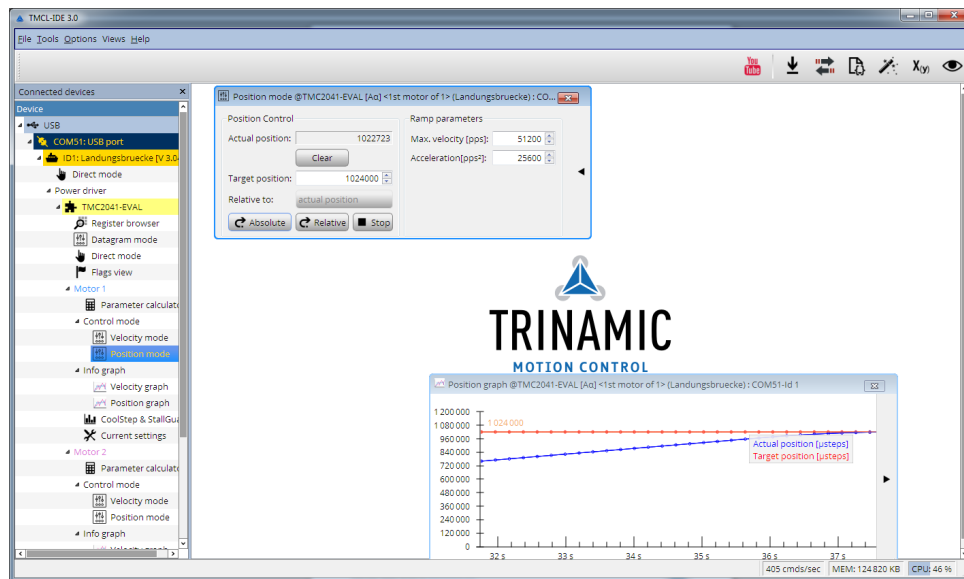 TMCL-IDE 3.0
File Tools Options Views Help
You Tube
X(y)
Connected devices
Device
USB
COM51: USB port
ID1: Landungsbruecke [V 3.0
Direct mode
Power driver
TMC2041-EVAL
Register browser
Datagram mode
Direct mode
Flags view
Motor 1
Parameter calculat
Control mode
Velocity mode
Position mode
Info graph
Velocity graph
Position graph
CoolStep & StallGua
Current settings
Motor 2
Parameter calculat
Control mode
Velocity mode
Position mode
Info graph
Velocity graph
Position mode @TMC2041-EVAL [Aα] <1st motor of 1> (Landungsbruecke) : CO...
Position Control
Actual position: 1022723
Clear
Target position: 1024000
Relative to: actual position
Absolute Relative Stop
Ramp parameters
Max. velocity [pps]: 51200
Acceleration[pps²]: 25600
TRINAMIC
MOTION CONTROL
Position graph @TMC2041-EVAL [Aα] <1st motor of 1> (Landungsbruecke) : COM51-Id 1
1 200 000
1 080 000
960 000
840 000
720 000
600 000
480 000
360 000
240 000
120 000
0
1 024 000
Actual position [µsteps]
Target position [µsteps]
32 s 33 s 34 s 35 s 36 s 37 s
405 cmds/sec MEM: 124 820 KB CPU: 46 %